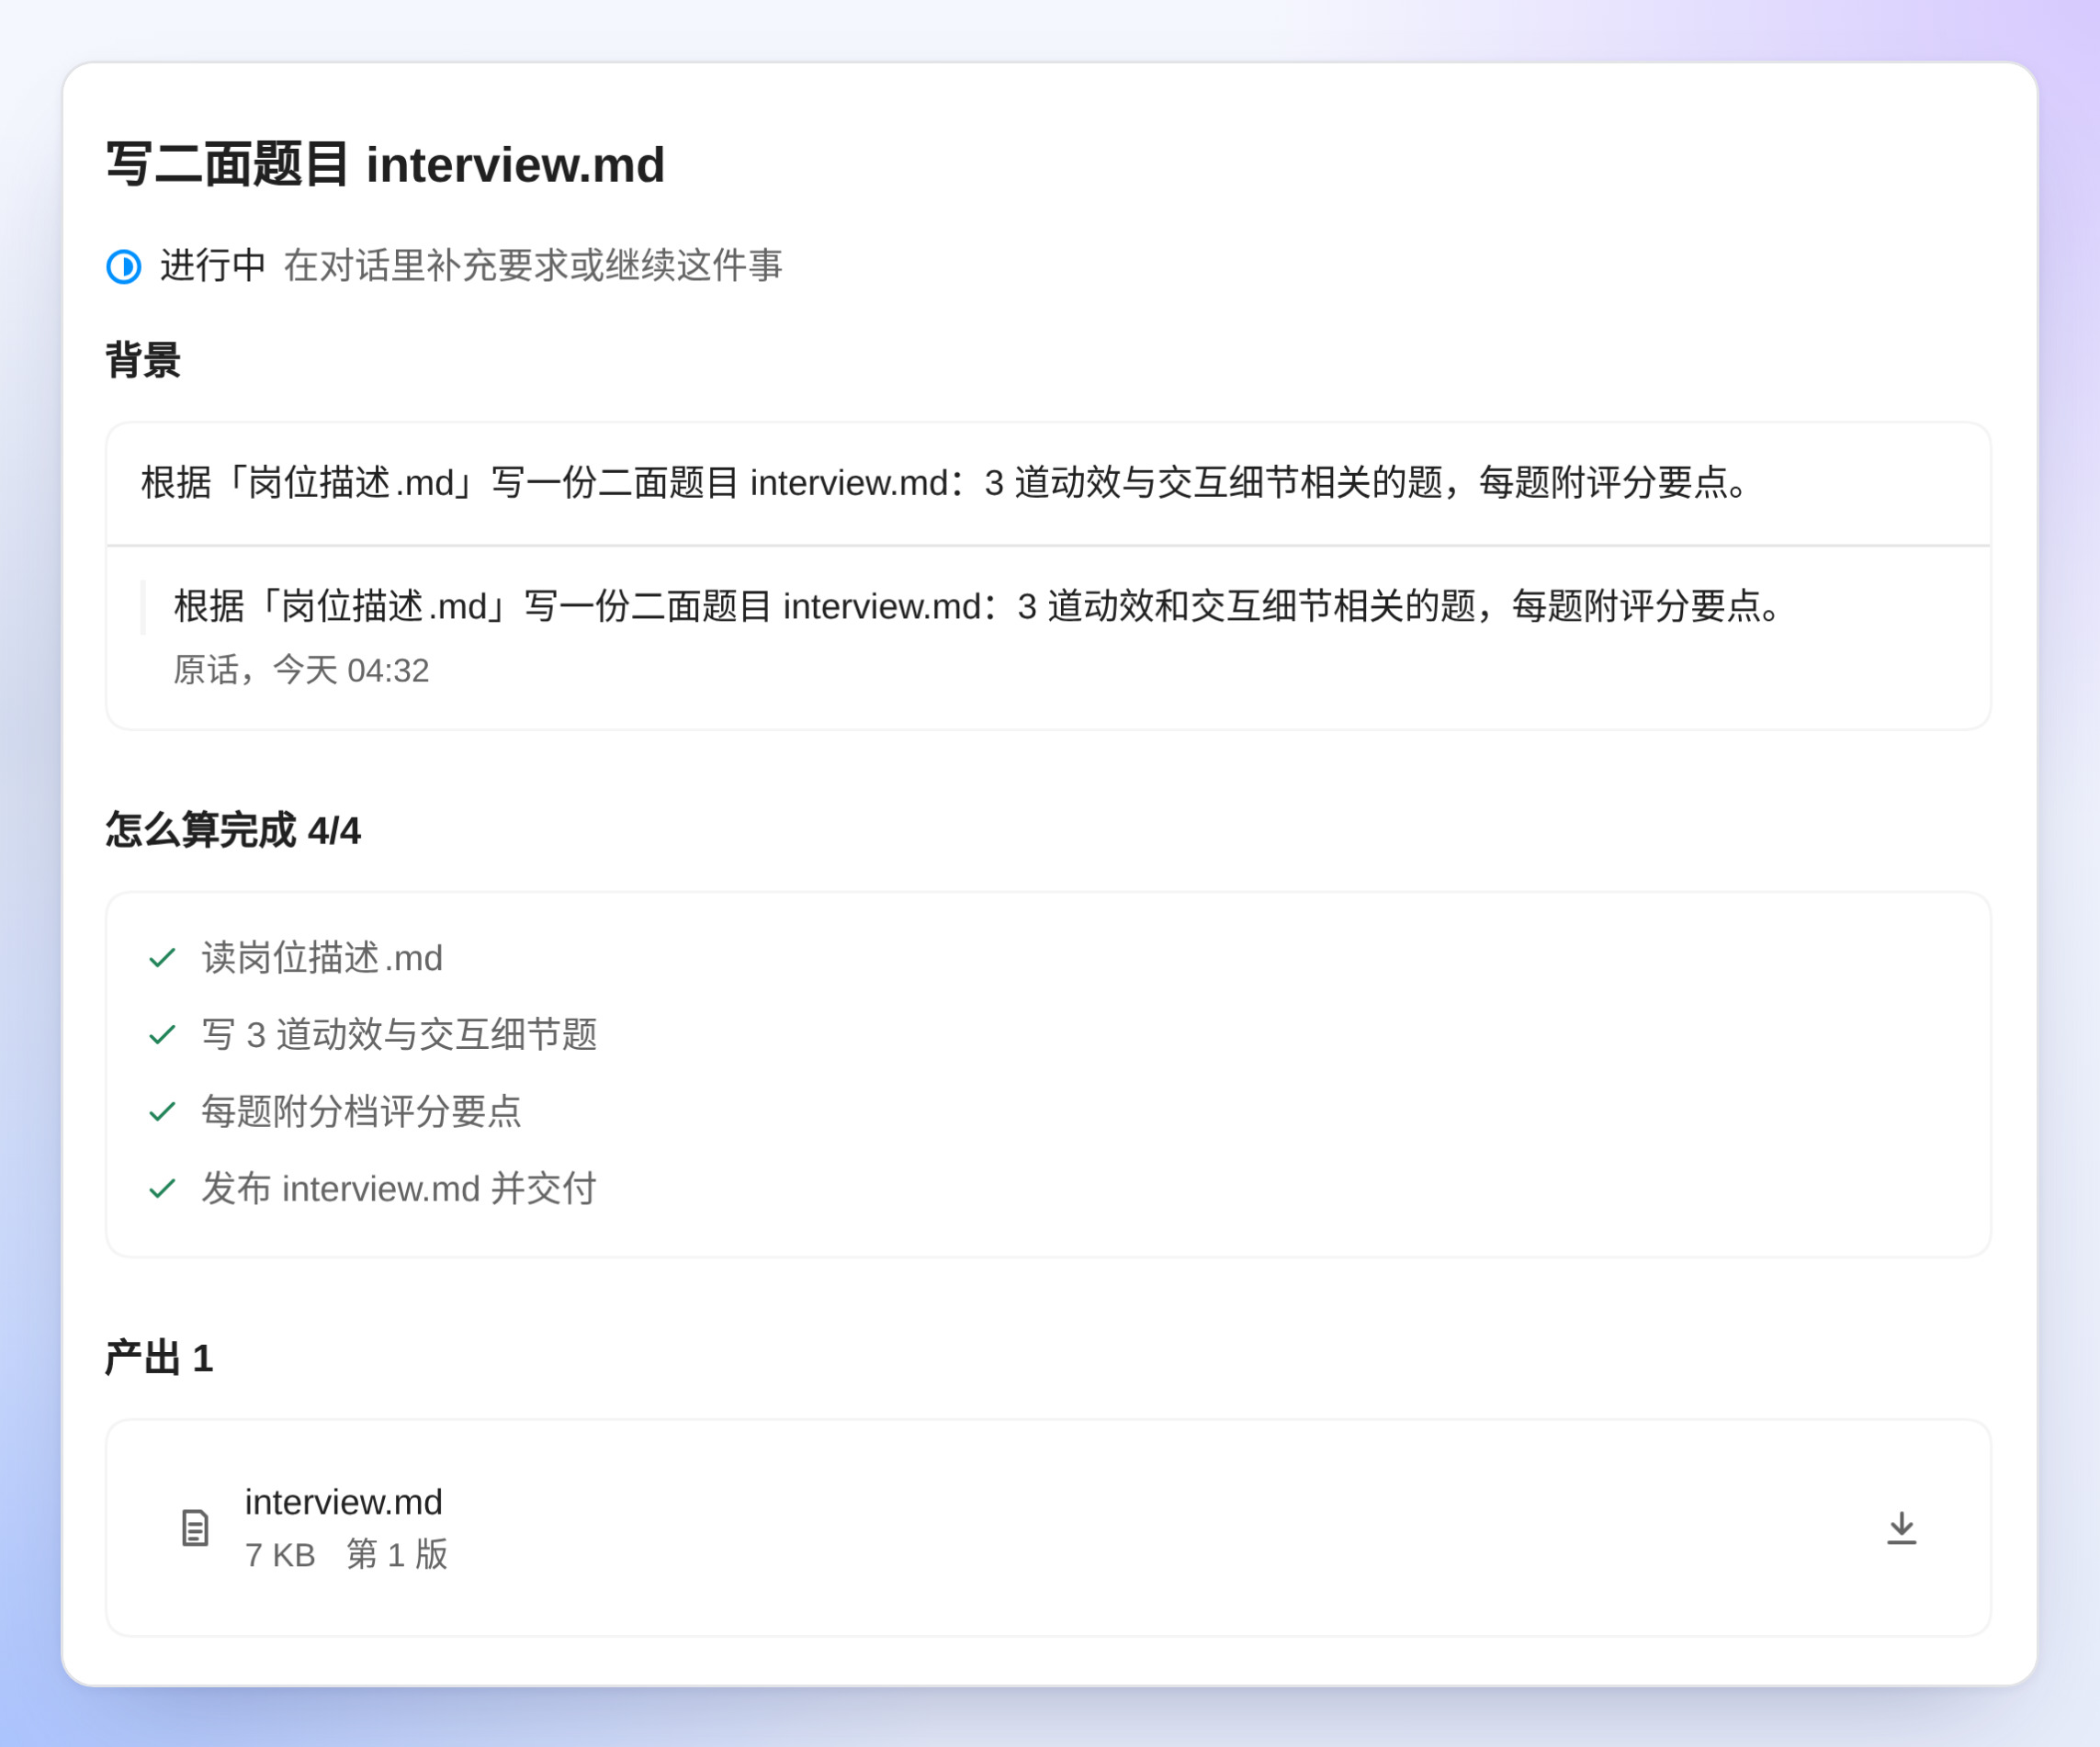 写二面题目 interview.md
进行中 在对话里补充要求或继续这件事
背景
根据「岗位描述.md」写一份二面题目 interview.md：3 道动效与交互细节相关的题，每题附评分要点。
根据「岗位描述.md」写一份二面题目 interview.md：3 道动效和交互细节相关的题，每题附评分要点。
原话，今天 04:32
怎么算完成 4/4
读岗位描述.md
写 3 道动效与交互细节题
每题附分档评分要点
发布 interview.md 并交付
产出 1
interview.md
7 KB 第 1 版